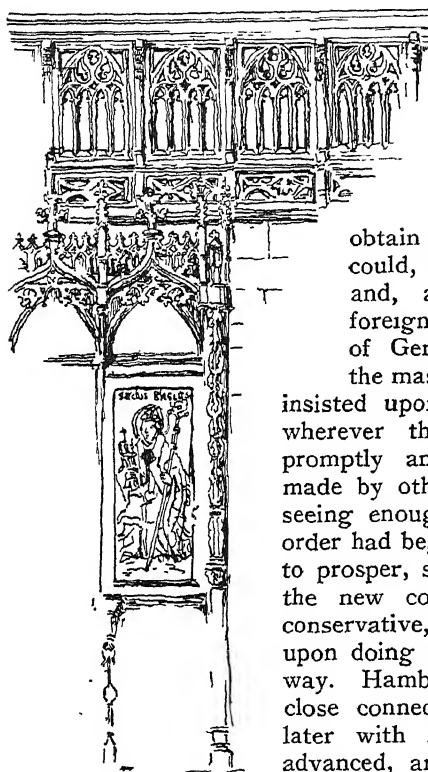 obtain
could,
and, a
foreign
of Ger
the mas
insisted upon
wherever th
promptly an
made by oth
seeing enoug
order had be
to prosper, s
the new co
conservative,
upon doing
way. Hamb
close connec
later with
advanced, an